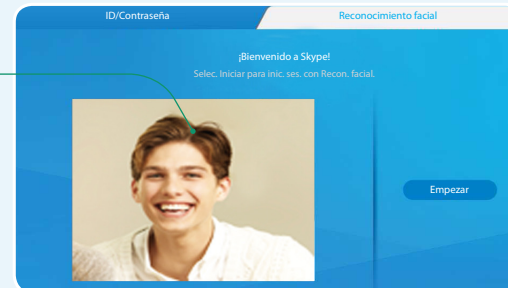 ID/Contraseña
Reconocimiento facial
¡Bienvenido a Skype!
Selec. Iniciar para inic. ses. con Recon. facial.
Empezar